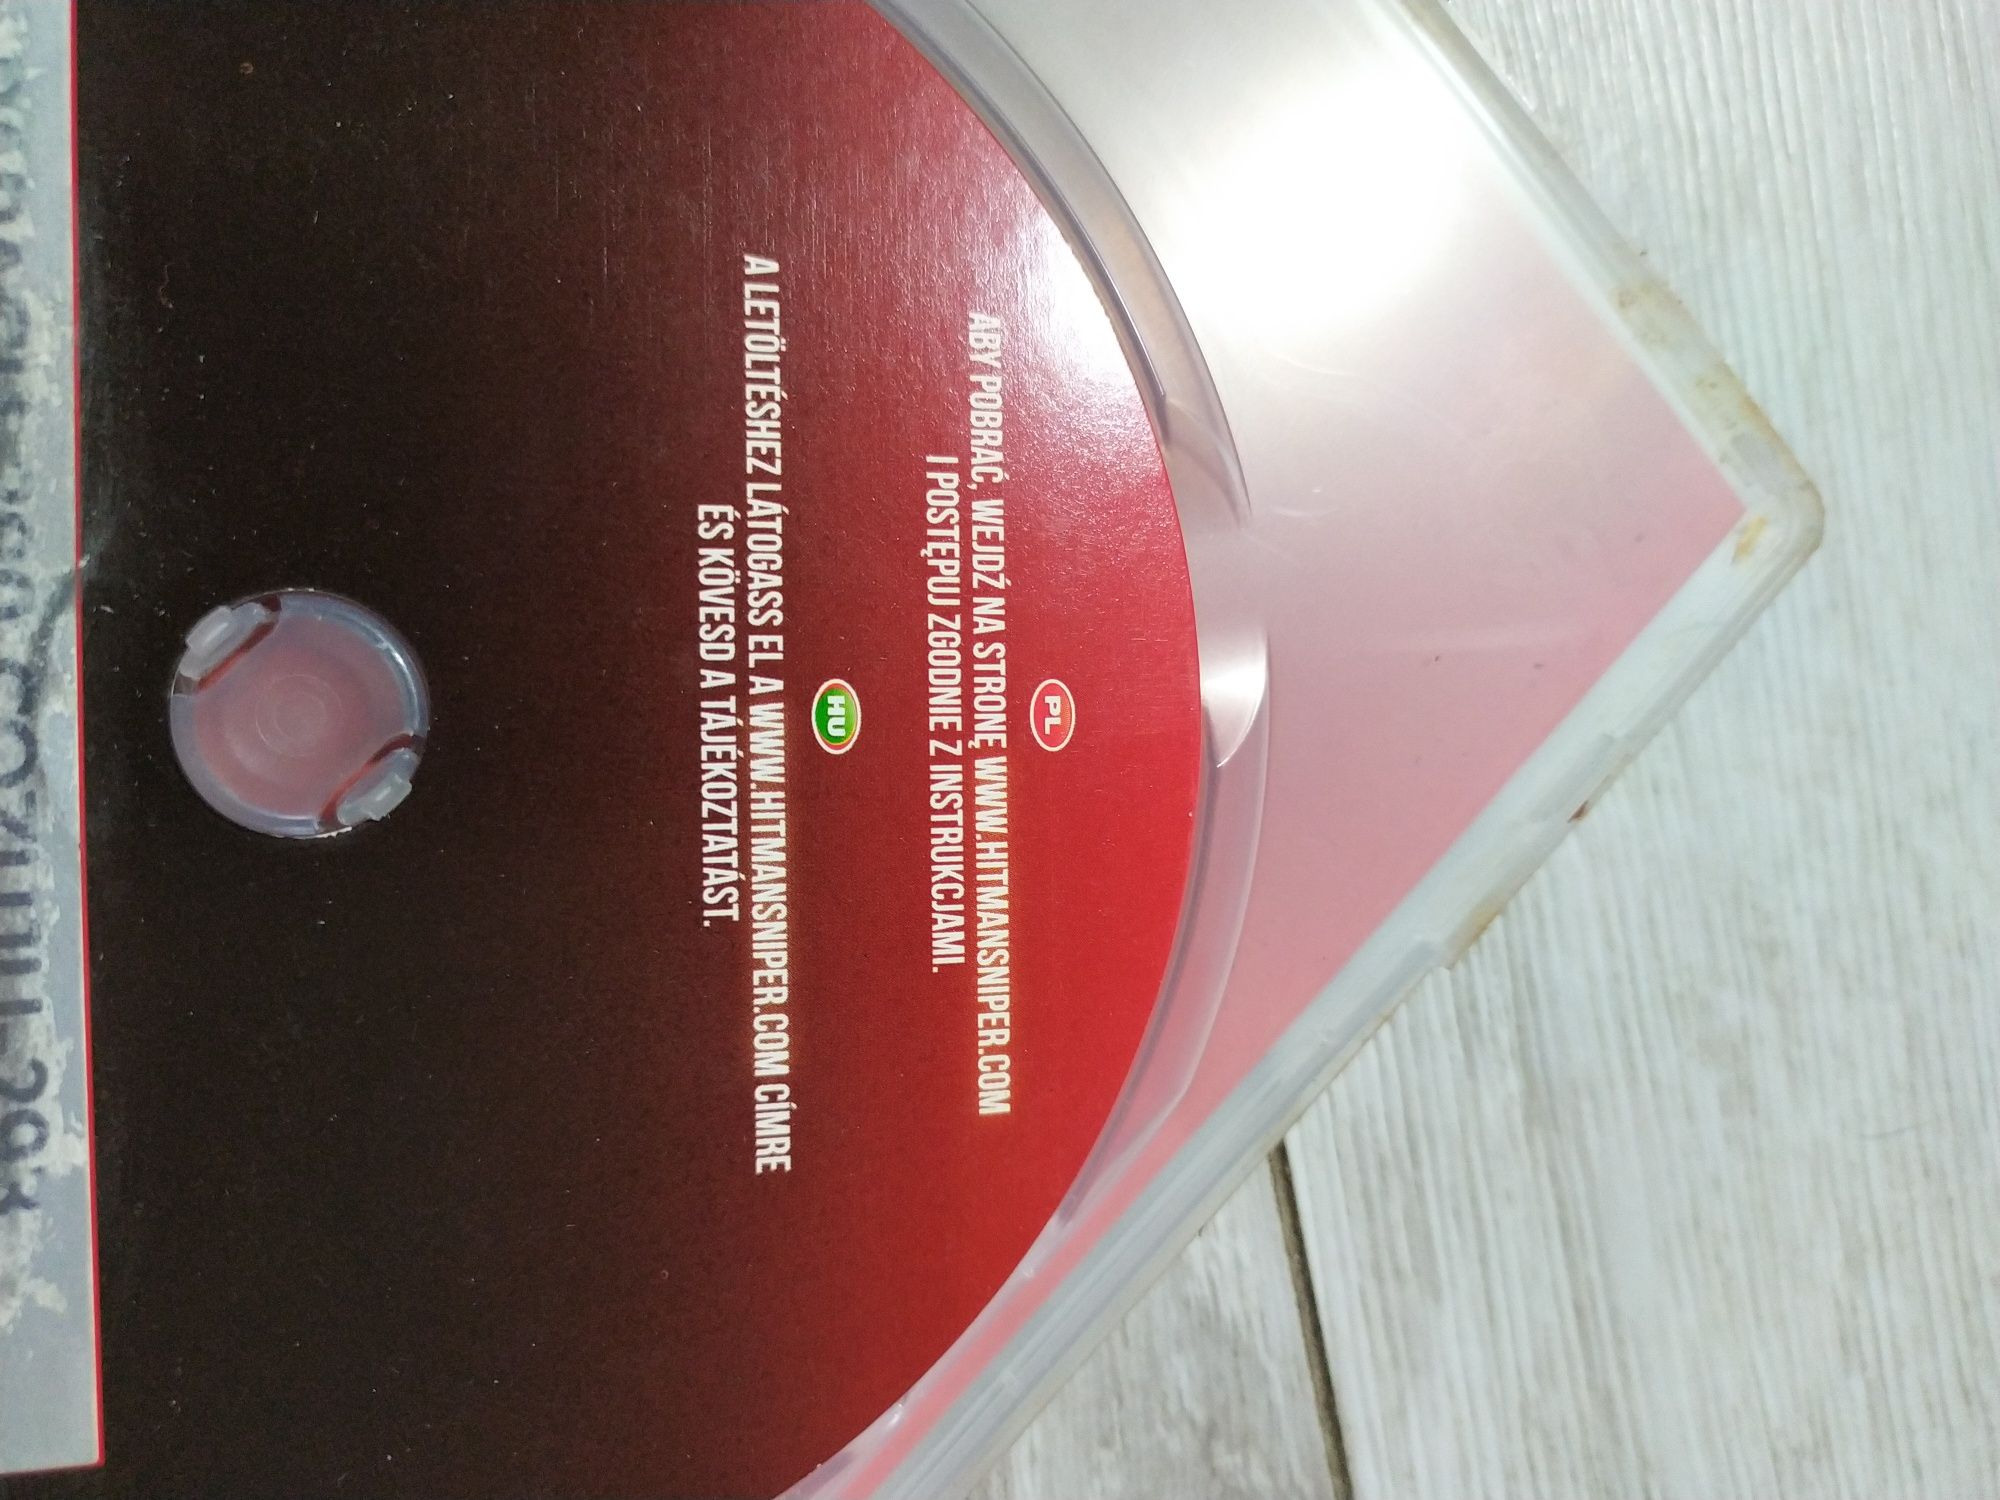 PL
ABY POBRAĆ, WEJDŹ NA STRONĘ WWW.HITMANSNIPER.COM
I POSTĘPUJ ZGODNIE Z INSTRUKCJAMI.
HU
A LETÖLTÉSHEZ LÁTOGASS EL A WWW.HITMANSNIPER.COM CÍMRE
ÉS KÖVESD A TÁJÉKOZTATÁST.